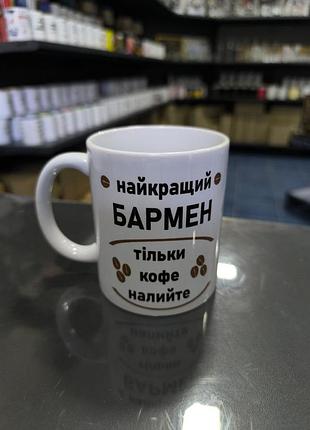 найкращий
БАРМЕН
тільки
кофе
налийте